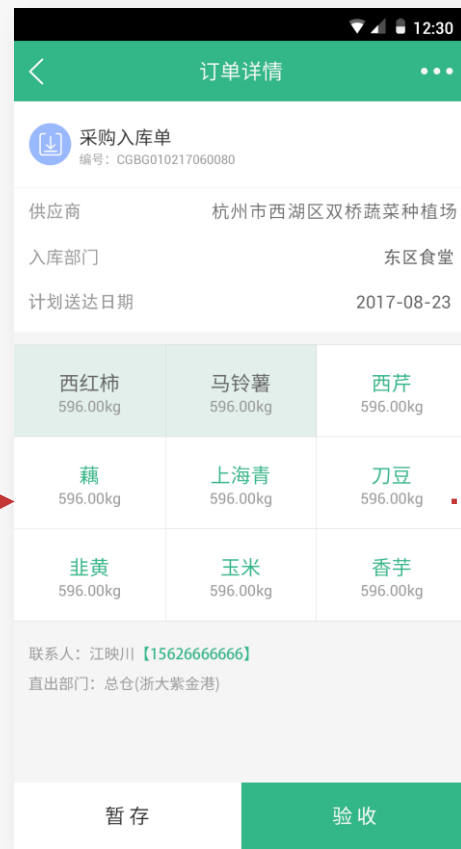 12:30
订单详情
采购入库单
编号：CGBG010217060080
供应商 杭州市西湖区双桥蔬菜种植场
入库部门 东区食堂
计划送达日期 2017-08-23
西红柿 马铃薯 西芹
596.00kg 596.00kg 596.00kg
藕 上海青 刀豆
596.00kg 596.00kg 596.00kg
韭黄 玉米 香芋
596.00kg 596.00kg 596.00kg
联系人：江映川【15626666666】
直出部门：总仓(浙大紫金港)
暂存 验收